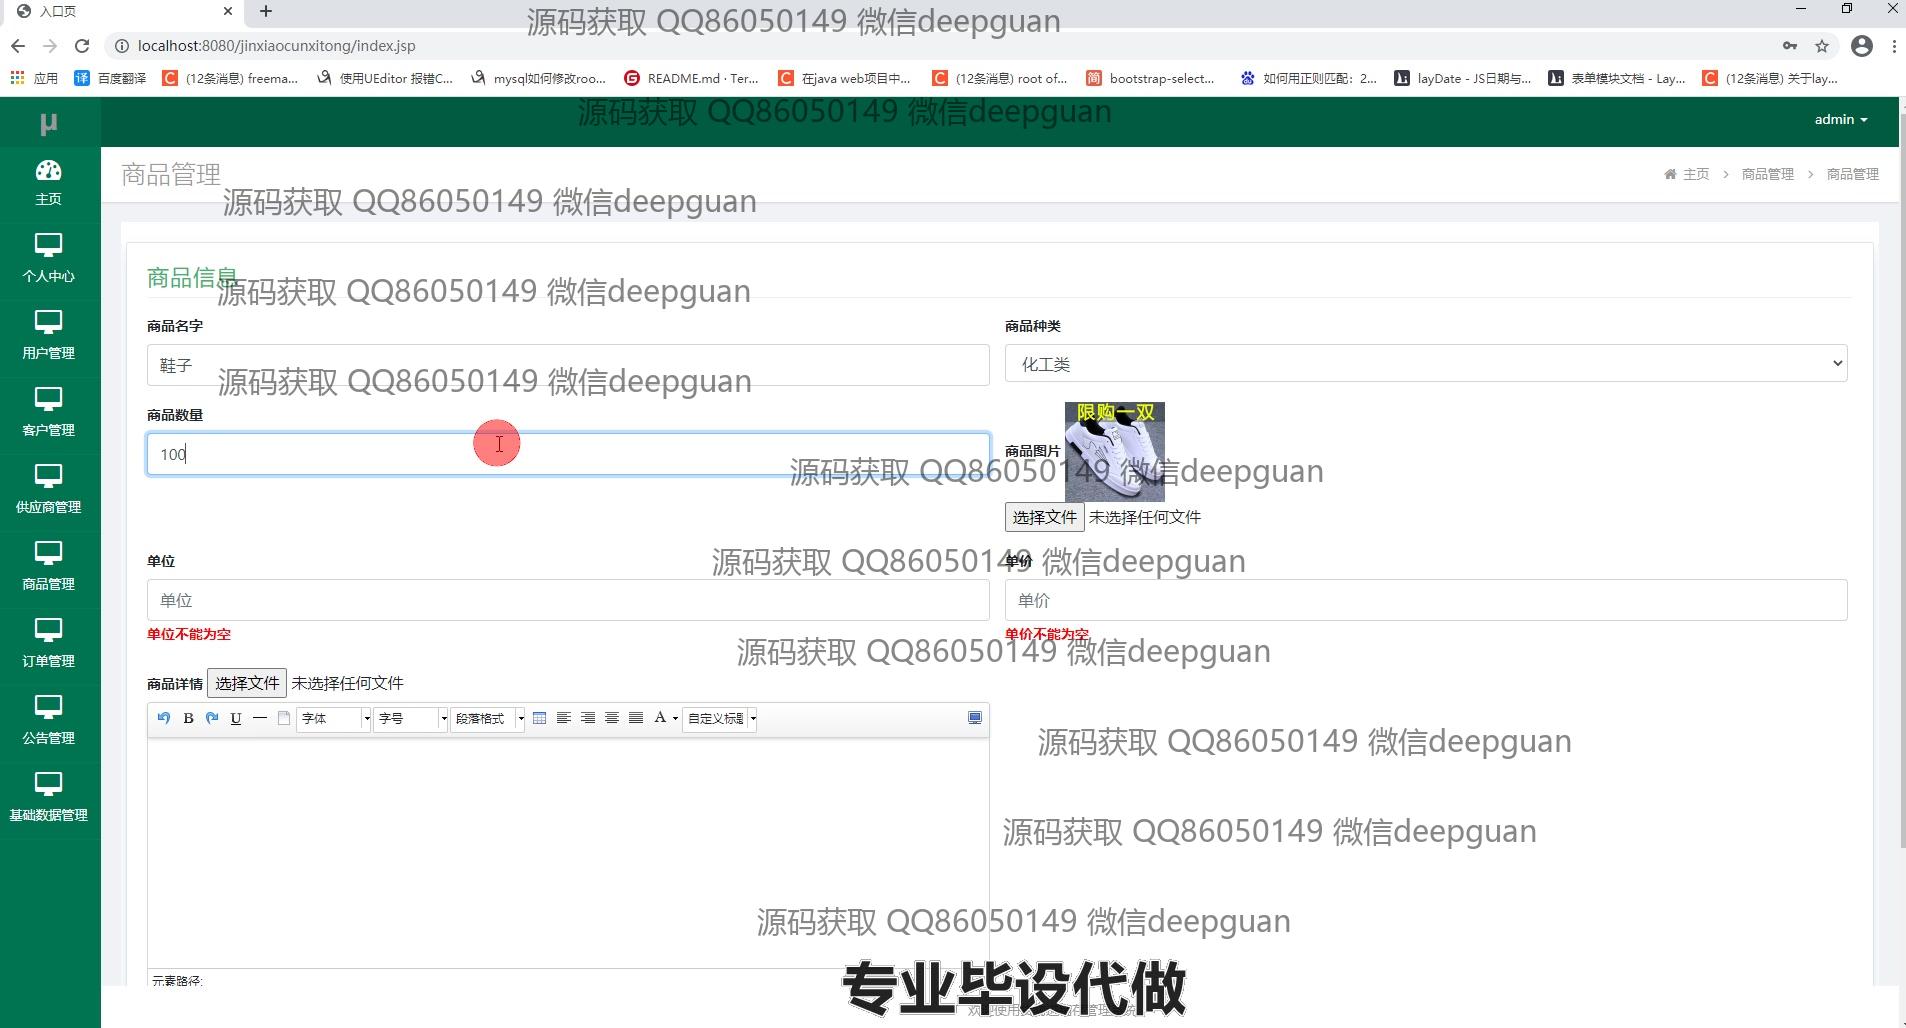 入口页
源码获取 QQ86050149 微信deepguan
localhost:8080/jinxiaocunxitong/index.jsp
应用
译 百度翻译
C (12条消息) freema...
使用UEditor 报错C...
mysql如何修改roo...
README.md · Ter...
C 在java web项目中...
C (12条消息) root of...
简 bootstrap-select...
如何用正则匹配：2...
layDate - JS日期与...
表单模块文档 - Lay...
C (12条消息) 关于lay...
源码获取 QQ86050149 微信deepguan
μ
admin
主页
个人中心
用户管理
客户管理
供应商管理
商品管理
订单管理
公告管理
基础数据管理
商品管理
主页 > 商品管理 > 商品管理
源码获取 QQ86050149 微信deepguan
商品信息
源码获取 QQ86050149 微信deepguan
商品名字
商品种类
鞋子
化工类
源码获取 QQ86050149 微信deepguan
商品数量
限购一双
100
商品图片
源码获取 QQ86050149 微信deepguan
选择文件 未选择任何文件
单位
单价
源码获取 QQ86050149 微信deepguan
单位
单价
单位不能为空
单价不能为空
源码获取 QQ86050149 微信deepguan
商品详情 选择文件 未选择任何文件
B U 字体 字号 段落格式 A 自定义标题
源码获取 QQ86050149 微信deepguan
源码获取 QQ86050149 微信deepguan
源码获取 QQ86050149 微信deepguan
元素路径:
专业毕设代做